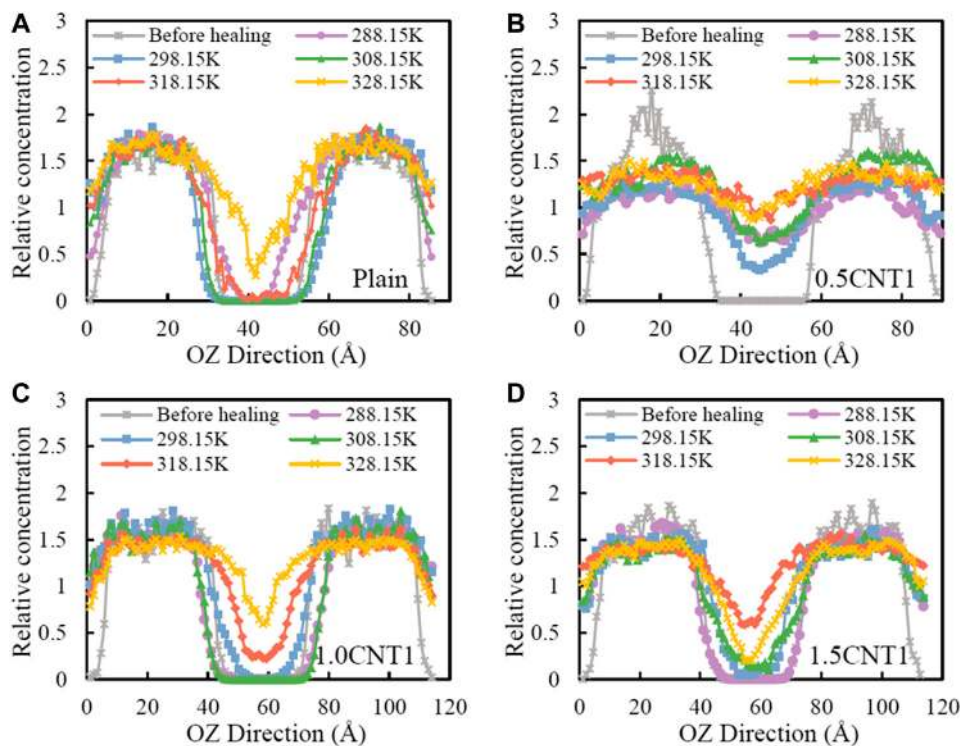 A
3
Before healing 288.15K
298.15K 308.15K
318.15K 328.15K
2.5
2
1.5
1
0.5
0
Relative concentration
Plain
0 20 40 60 80
OZ Direction (Å)
B
3
Before healing 288.15K
298.15K 308.15K
318.15K 328.15K
2.5
2
1.5
1
0.5
0
Relative concentration
0.5CNT1
0 20 40 60 80
OZ Direction (Å)
C
3
Before healing 288.15K
298.15K 308.15K
318.15K 328.15K
2.5
2
1.5
1
0.5
0
Relative concentration
1.0CNT1
0 20 40 60 80 100 120
OZ Direction (Å)
D
3
Before healing 288.15K
298.15K 308.15K
318.15K 328.15K
2.5
2
1.5
1
0.5
0
Relative concentration
1.5CNT1
0 20 40 60 80 100 120
OZ Direction (Å)